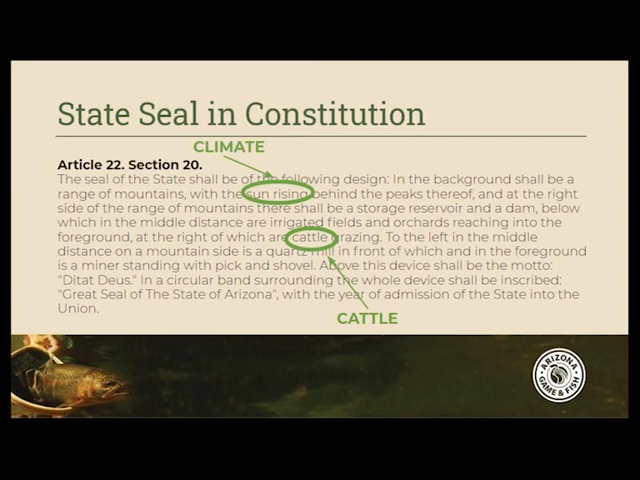 State Seal in Constitution
CLIMATE
Article 22. Section 20.
The seal of the State shall be of the following design: In the background shall be a
range of mountains, with the sun rising behind the peaks thereof, and at the right
side of the range of mountains there shall be a storage reservoir and a dam, below
which in the middle distance are irrigated fields and orchards reaching into the
foreground, at the right of which are cattle grazing. To the left in the middle
distance on a mountain side is a quartz mill in front of which and in the foreground
is a miner standing with pick and shovel. Above this device shall be the motto:
"Ditat Deus." In a circular band surrounding the whole device shall be inscribed:
"Great Seal of The State of Arizona", with the year of admission of the State into the
Union.
CATTLE
ARIZONA
GAME & FISH